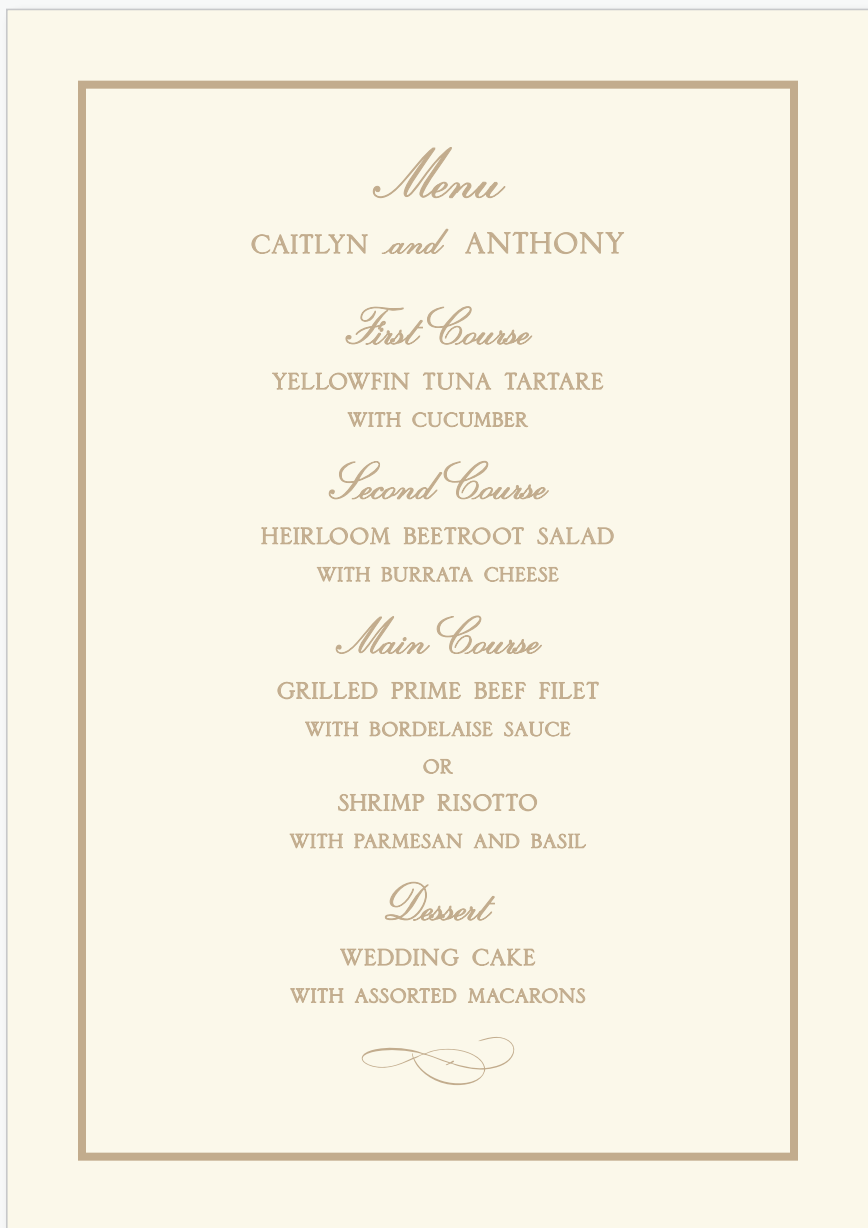 Menu
CAITLYN and ANTHONY
First Course
YELLOWFIN TUNA TARTARE
WITH CUCUMBER
Second Course
HEIRLOOM BEETROOT SALAD
WITH BURRATA CHEESE
Main Course
GRILLED PRIME BEEF FILET
WITH BORDELAISE SAUCE
OR
SHRIMP RISOTTO
WITH PARMESAN AND BASIL
Dessert
WEDDING CAKE
WITH ASSORTED MACARONS